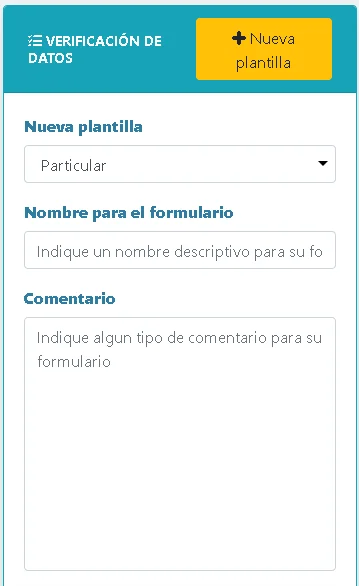 VERIFICACIÓN DE
DATOS
Nueva
plantilla
Nueva plantilla
Particular
Nombre para el formulario
Indique un nombre descriptivo para su fo
Comentario
Indique algun tipo de comentario para su
formulario